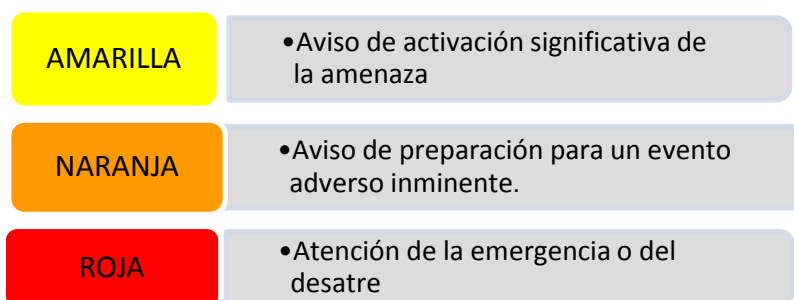 AMARILLA
•Aviso de activación significativa de
la amenaza
NARANJA
•Aviso de preparación para un evento
adverso inminente.
ROJA
•Atención de la emergencia o del
desatre